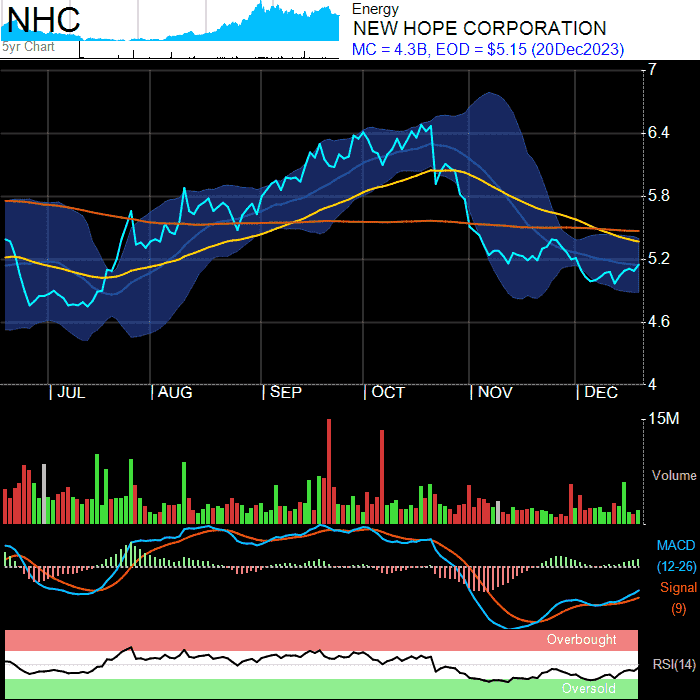 NHC
5yr Chart
Energy
NEW HOPE CORPORATION
MC = 4.3B, EOD = $5.15 (20Dec2023)
7
6.4
5.8
5.2
4.6
4
| JUL | AUG | SEP | OCT | NOV | DEC
15M
Volume
MACD
(12-26)
Signal
(9)
Overbought
RSI(14)
Oversold